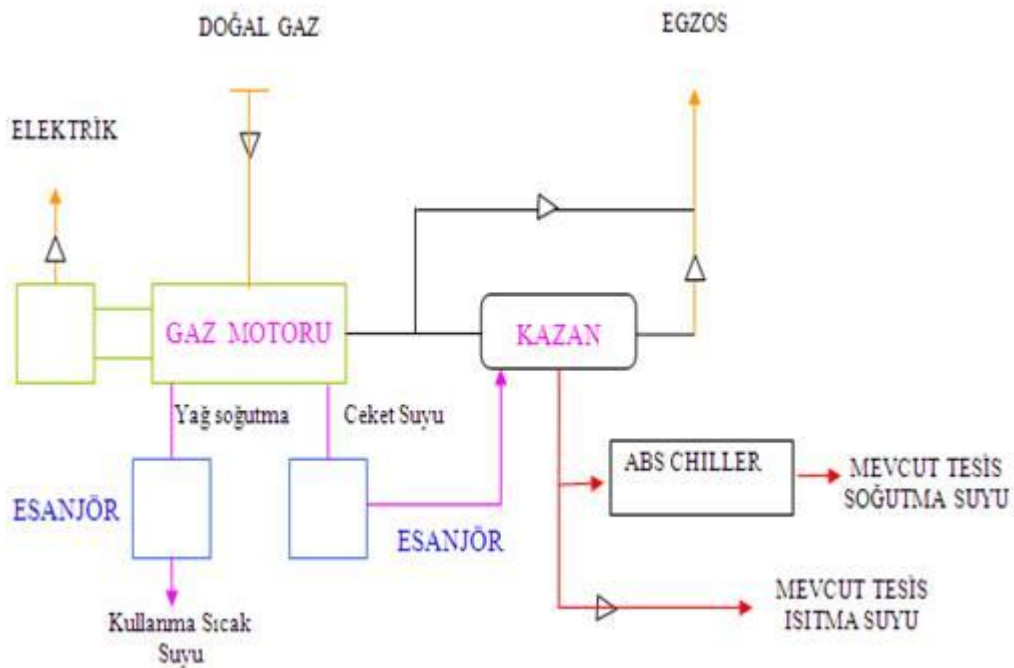 DOĞAL GAZ
EGZOS
ELEKTRİK
GAZ MOTORU
KAZAN
Yağ soğutma
Ceket Suyu
ABS CHILLER
MEVCUT TESİS
SOĞUTMA SUYU
ESANJÖR
ESANJÖR
MEVCUT TESİS
ISITMA SUYU
Kullanma Sıcak
Suyu